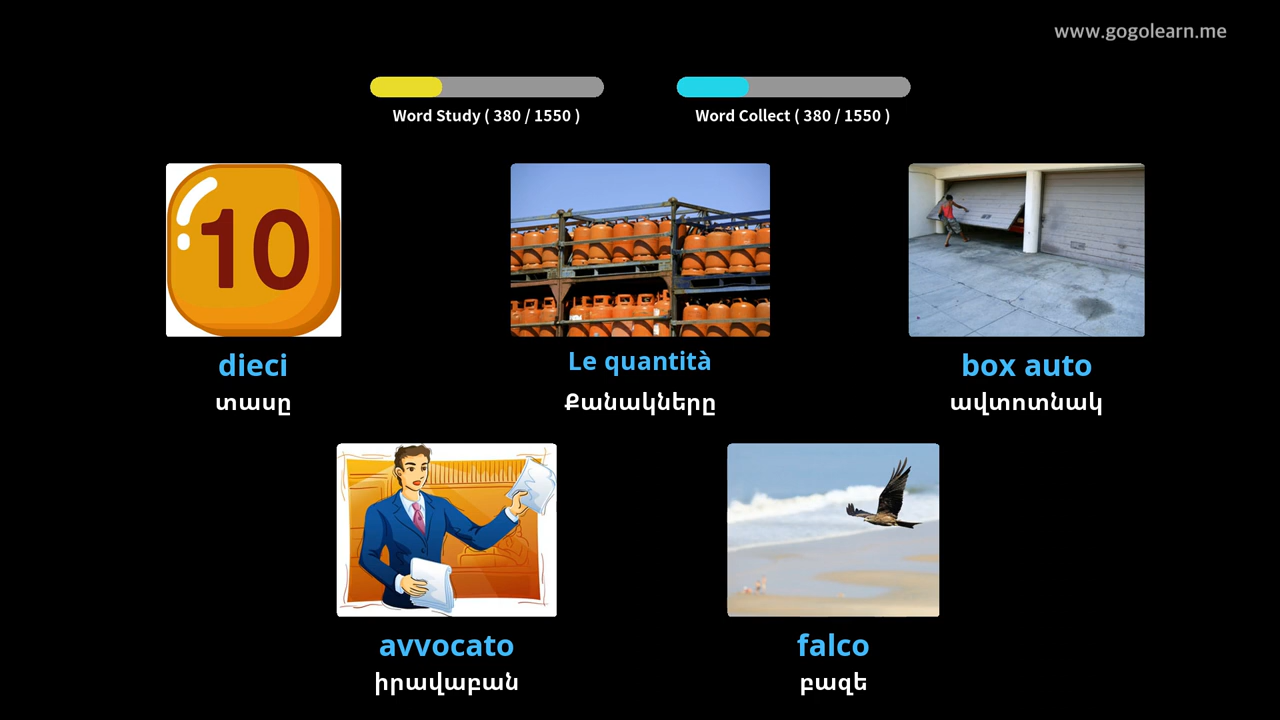 www.gogolearn.me
Word Study ( 380 / 1550 )
Word Collect ( 380 / 1550 )
10
dieci
տասը
Le quantità
Քանակները
box auto
ավտոտնակ
avvocato
իրավաբան
falco
բազե